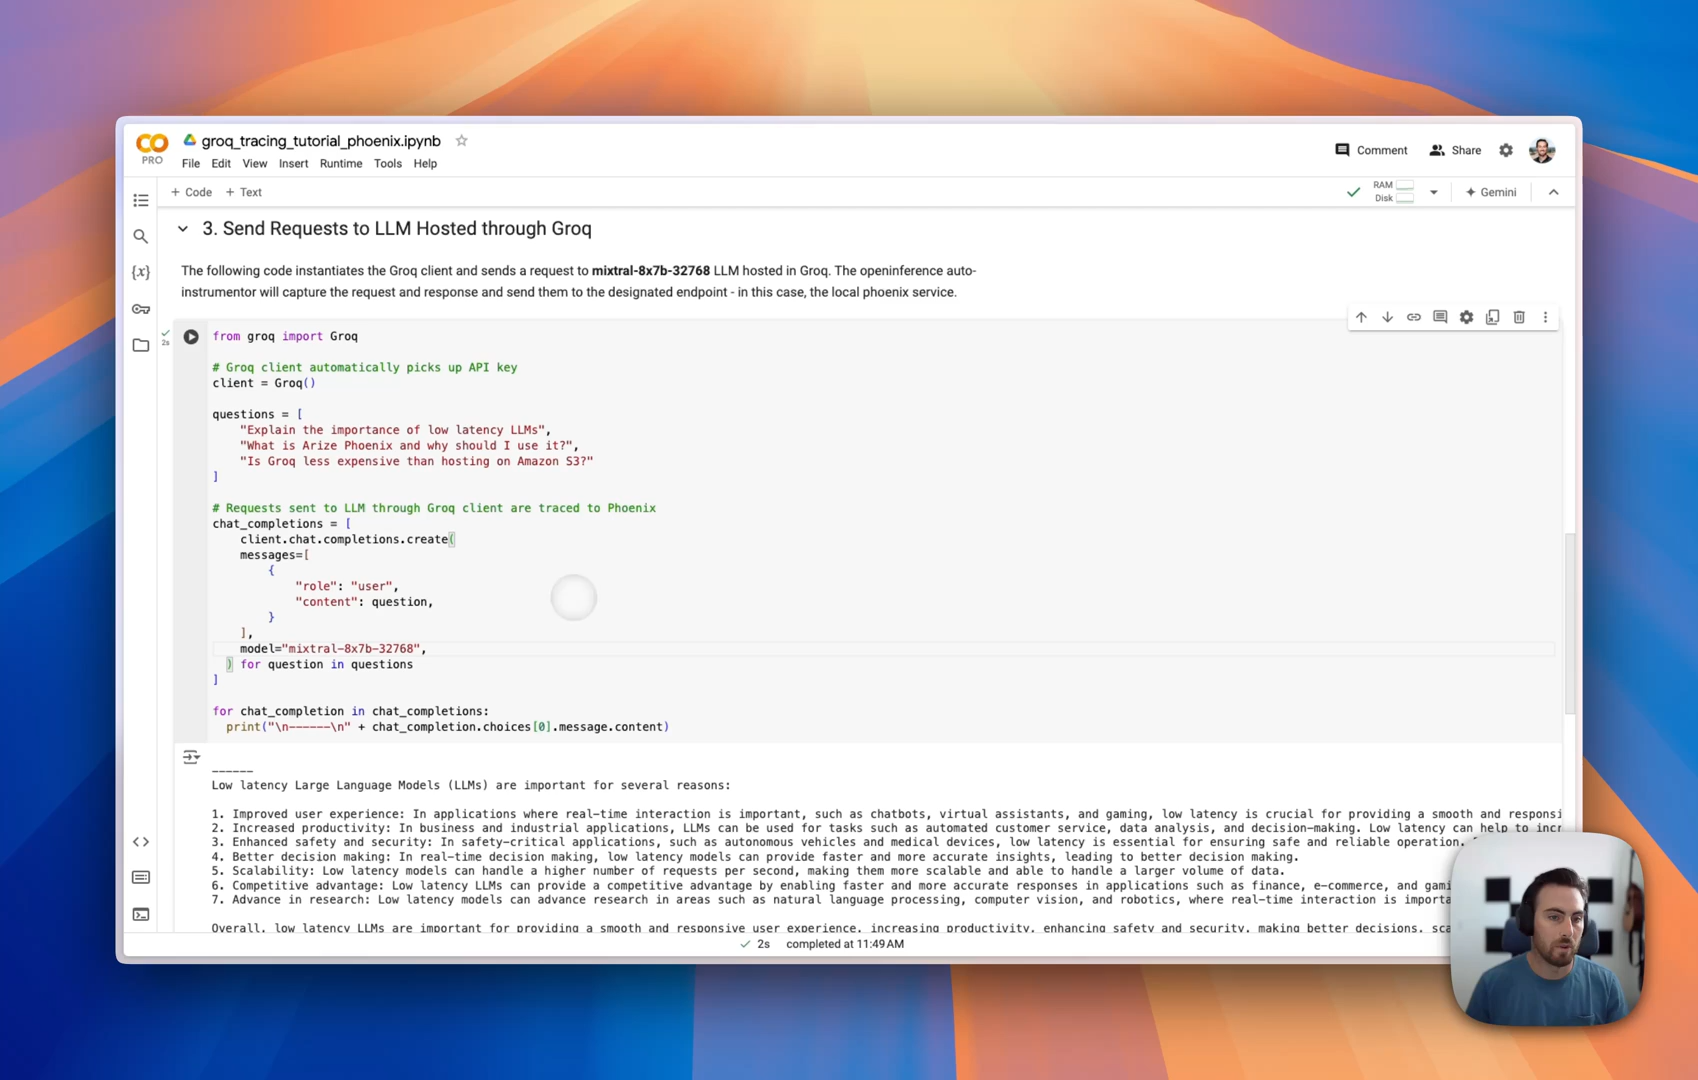 groq_tracing_tutorial_phoenix.ipynb
PRO
File Edit View Insert Runtime Tools Help
Comment
Share
+ Code + Text
RAM
Disk
Gemini
3. Send Requests to LLM Hosted through Groq
The following code instantiates the Groq client and sends a request to mixtral-8x7b-32768 LLM hosted in Groq. The openinference auto-
instrumentor will capture the request and response and send them to the designated endpoint - in this case, the local phoenix service.
{x}
2s
from groq import Groq
# Groq client automatically picks up API key
client = Groq()
questions = [
    "Explain the importance of low latency LLMs",
    "What is Arize Phoenix and why should I use it?",
    "Is Groq less expensive than hosting on Amazon S3?"
]
# Requests sent to LLM through Groq client are traced to Phoenix
chat_completions = [
    client.chat.completions.create(
    messages=[
        {
            "role": "user",
            "content": question,
        }
    ],
    model="mixtral-8x7b-32768",
  ) for question in questions
]
for chat_completion in chat_completions:
  print("\n------\n" + chat_completion.choices[0].message.content)
------
Low latency Large Language Models (LLMs) are important for several reasons:
1. Improved user experience: In applications where real-time interaction is important, such as chatbots, virtual assistants, and gaming, low latency is crucial for providing a smooth and responsi
2. Increased productivity: In business and industrial applications, LLMs can be used for tasks such as automated customer service, data analysis, and decision-making. Low latency can help to incr
3. Enhanced safety and security: In safety-critical applications, such as autonomous vehicles and medical devices, low latency is essential for ensuring safe and reliable operation.
4. Better decision making: In real-time decision making, low latency models can provide faster and more accurate insights, leading to better decision making.
5. Scalability: Low latency models can handle a higher number of requests per second, making them more scalable and able to handle a larger volume of data.
6. Competitive advantage: Low latency LLMs can provide a competitive advantage by enabling faster and more accurate responses in applications such as finance, e-commerce, and gami
7. Advance in research: Low latency models can advance research in areas such as natural language processing, computer vision, and robotics, where real-time interaction is importa
Overall, low latency LLMs are important for providing a smooth and responsive user experience, increasing productivity, enhancing safety and security, making better decisions, sca
2s completed at 11:49 AM